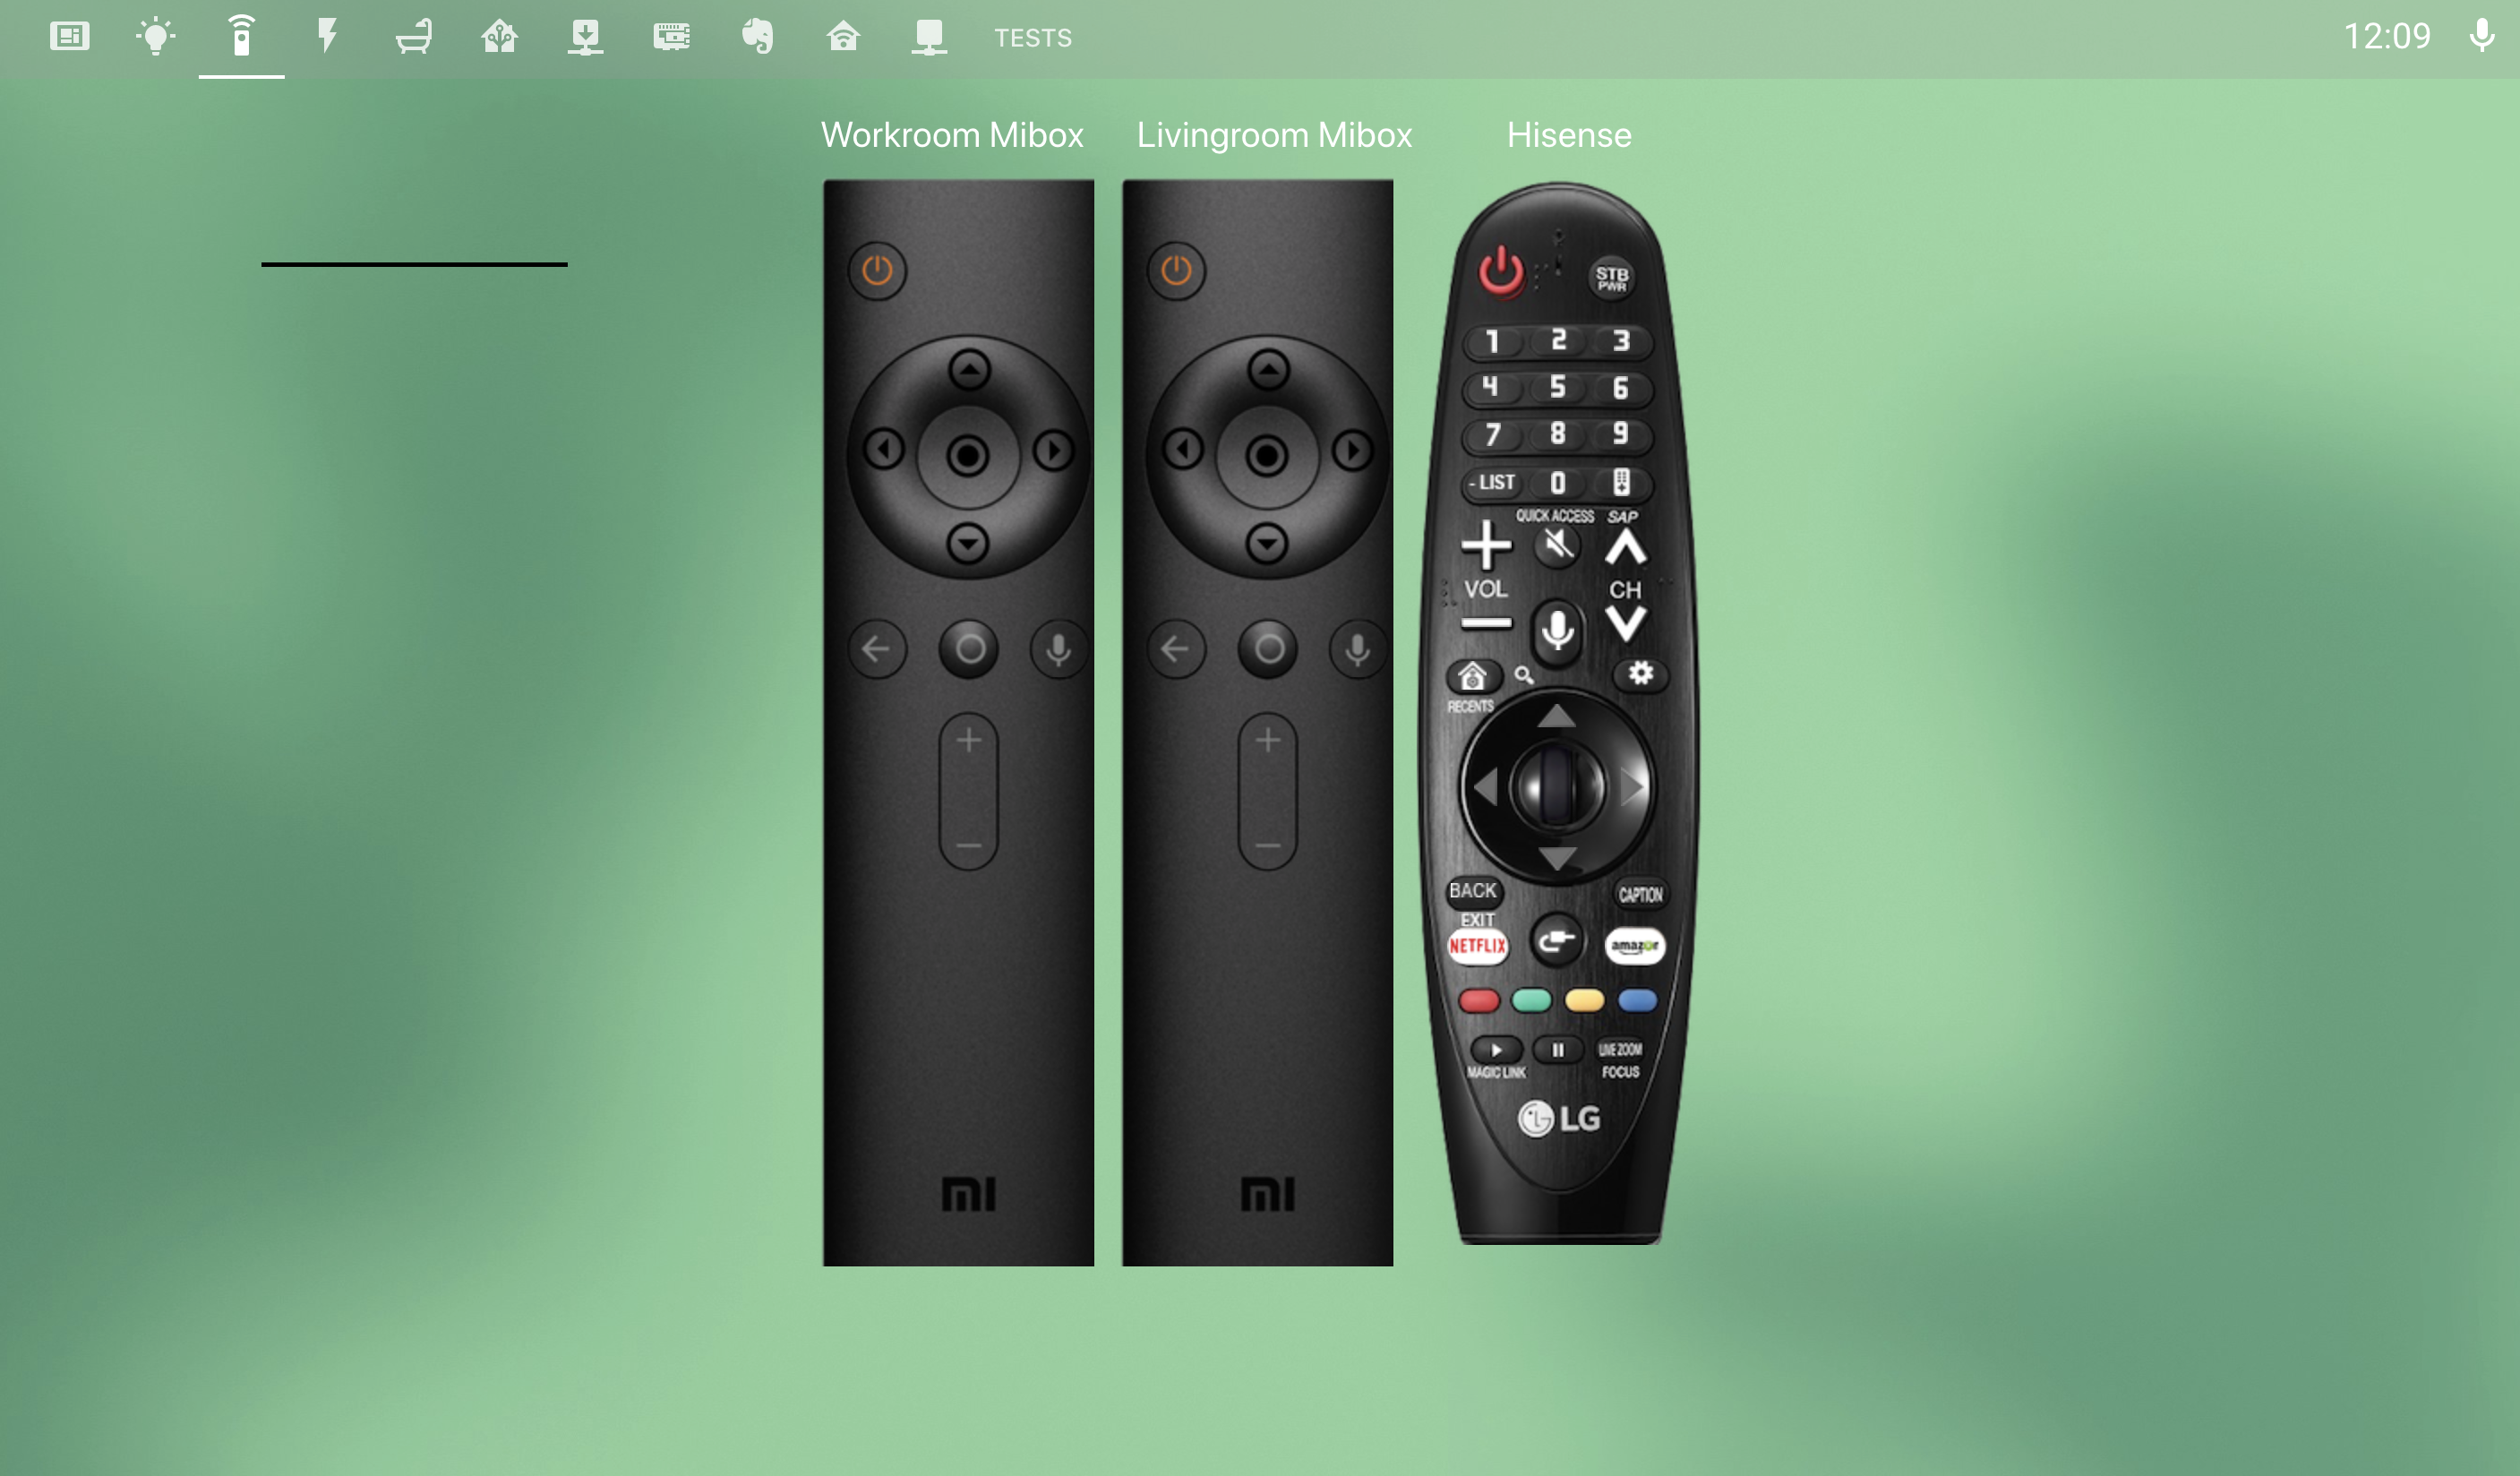 TESTS
12:09
Workroom Mibox
Livingroom Mibox
Hisense
STB
PWR
1 2 3
4 5 6
7 8 9
- LIST 0
QUICK ACCESS SAP
VOL CH
RECENTS
BACK CAPTION
EXIT
NETFLIX amazon
LIVE ZOOM
MAGIC LINK FOCUS
LG
MI MI